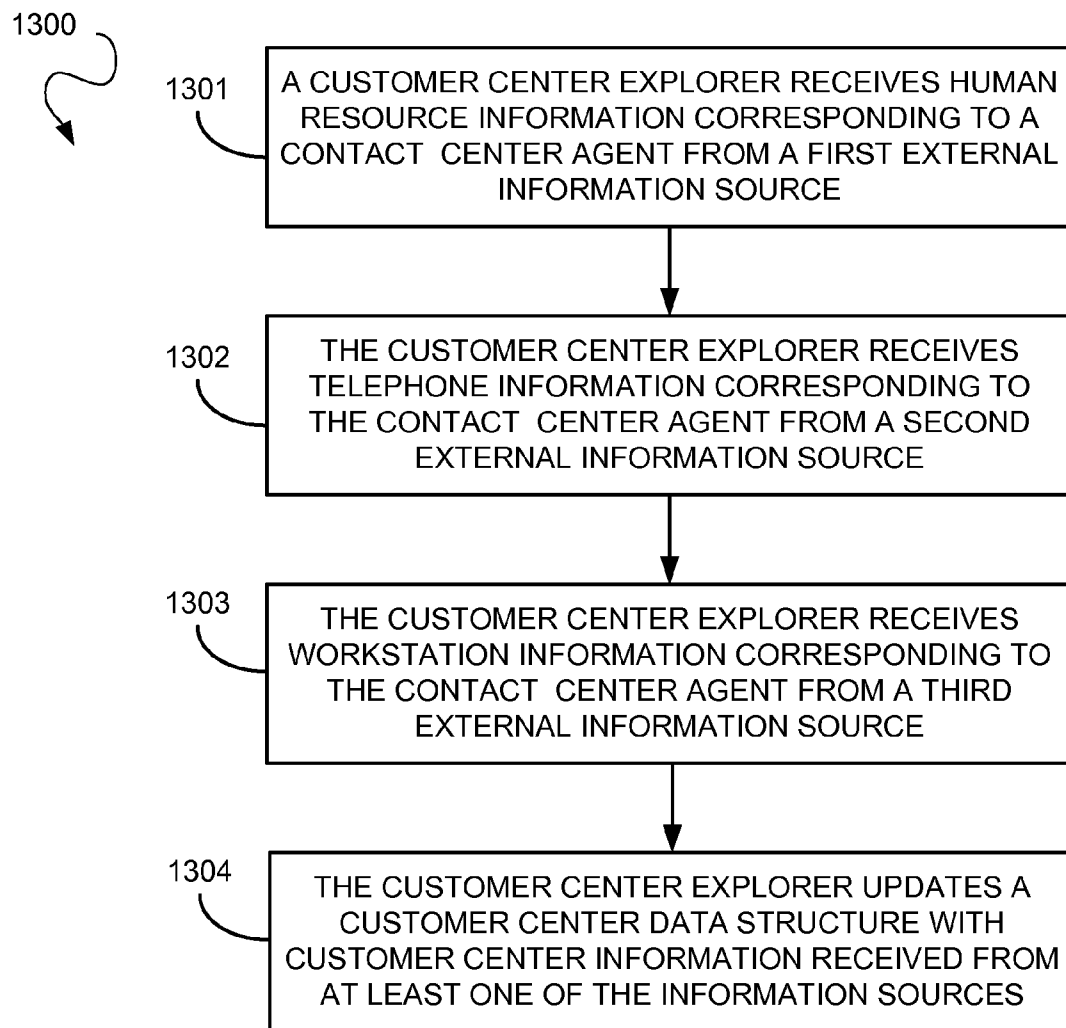 1300
1301
A CUSTOMER CENTER EXPLORER RECEIVES HUMAN
RESOURCE INFORMATION CORRESPONDING TO A
CONTACT CENTER AGENT FROM A FIRST EXTERNAL
INFORMATION SOURCE
1302
THE CUSTOMER CENTER EXPLORER RECEIVES
TELEPHONE INFORMATION CORRESPONDING TO
THE CONTACT CENTER AGENT FROM A SECOND
EXTERNAL INFORMATION SOURCE
1303
THE CUSTOMER CENTER EXPLORER RECEIVES
WORKSTATION INFORMATION CORRESPONDING TO
THE CONTACT CENTER AGENT FROM A THIRD
EXTERNAL INFORMATION SOURCE
1304
THE CUSTOMER CENTER EXPLORER UPDATES A
CUSTOMER CENTER DATA STRUCTURE WITH
CUSTOMER CENTER INFORMATION RECEIVED FROM
AT LEAST ONE OF THE INFORMATION SOURCES